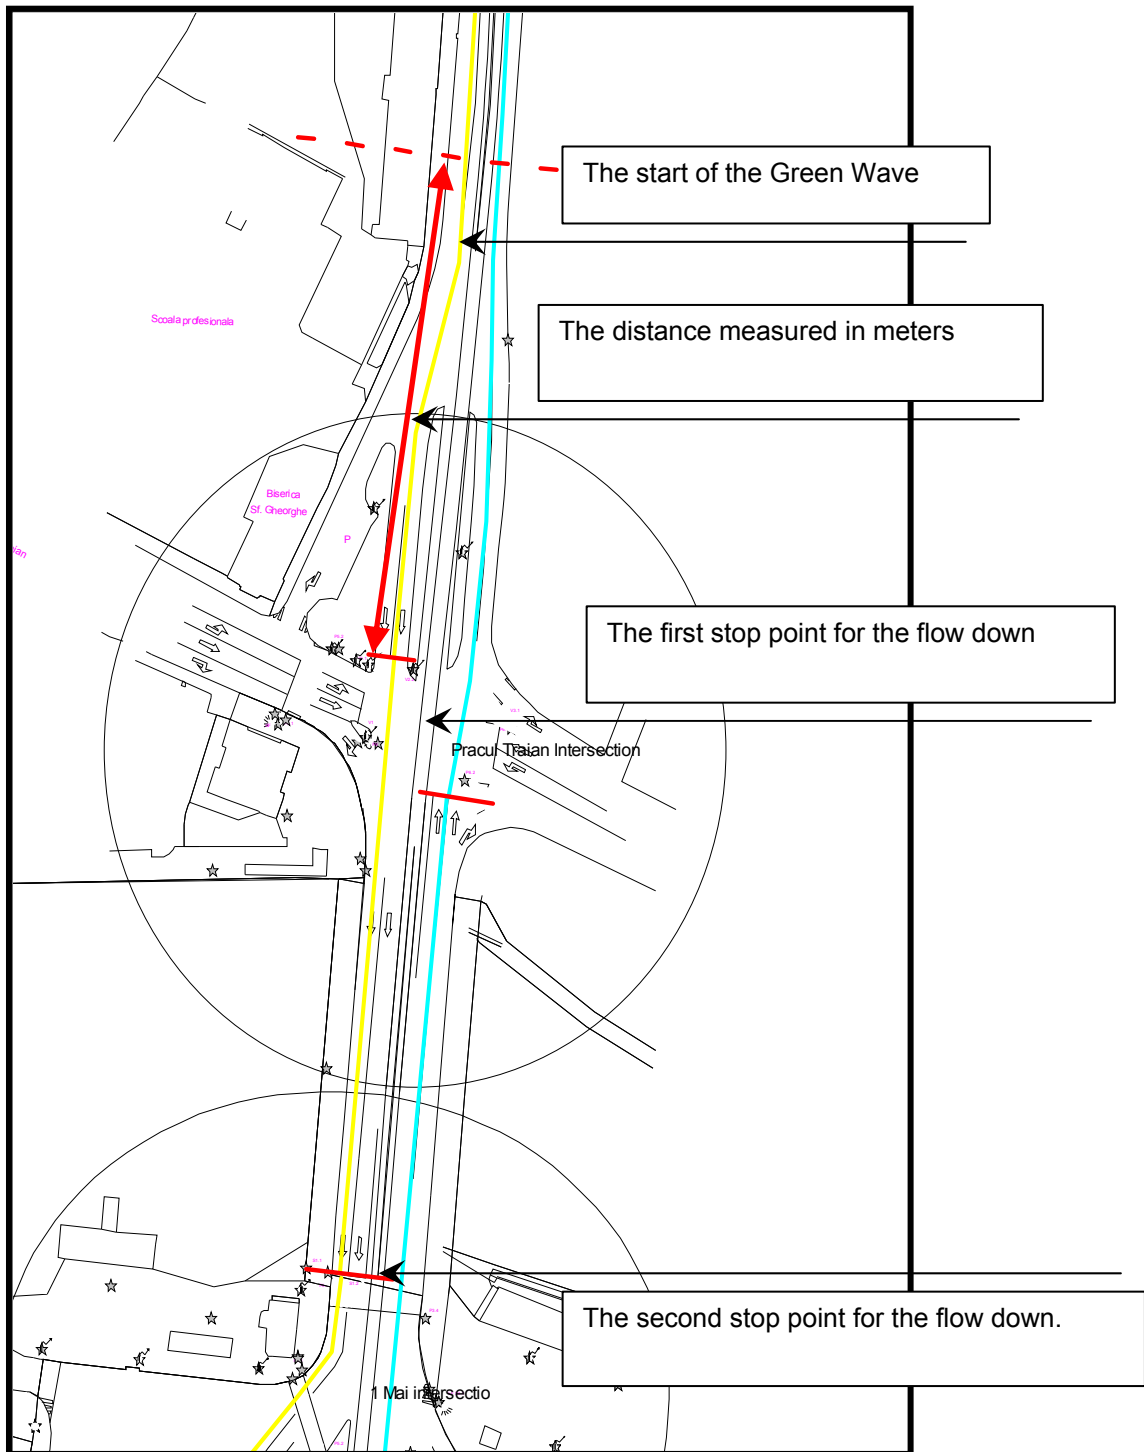 The start of the Green Wave
The distance measured in meters
Scoala profesionala
Biserica
Sf. Gheorghe
P
The first stop point for the flow down
Pracul Traian Intersection
The second stop point for the flow down.
1 Mai intersectio